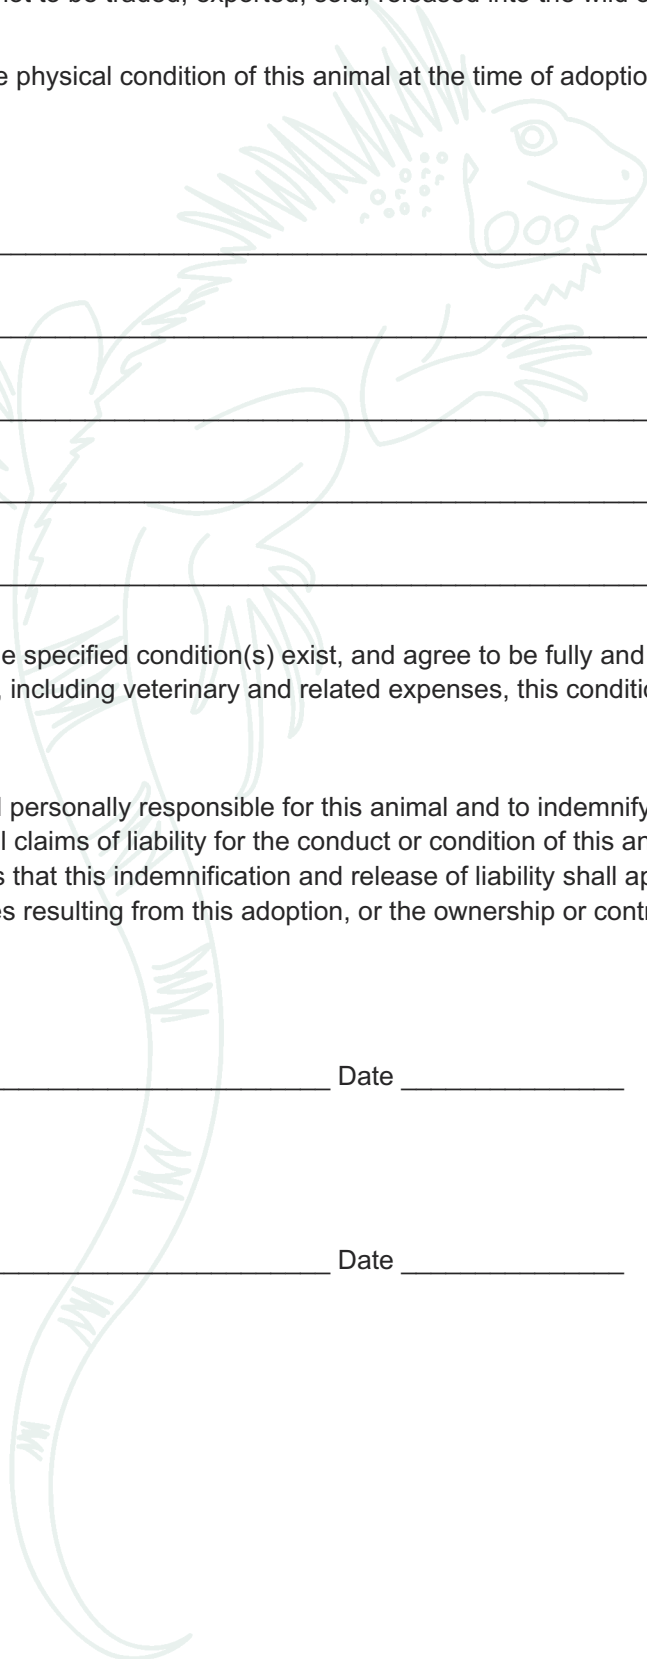 not to be traded, exported, sold, released into the wild
e physical condition of this animal at the time of adoptio
e specified condition(s) exist, and agree to be fully and
, including veterinary and related expenses, this conditio
personally responsible for this animal and to indemnify
l claims of liability for the conduct or condition of this an
s that this indemnification and release of liability shall ap
es resulting from this adoption, or the ownership or contr
Date
Date